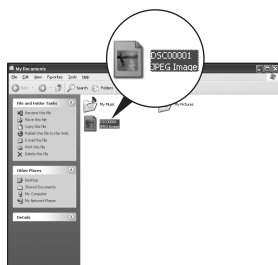 DSC00001
JPEG Image
My Documents
File Edit View Favorites Tools Help
Back
Search
Folders
File and Folder Tasks
Rename this file
Move this file
Copy this file
Publish this file to the Web
E-mail this file
Print this file
Delete this file
Other Places
Desktop
Shared Documents
My Computer
My Network Places
Details
My Music
My Pictures
DSC00001
JPEG Image